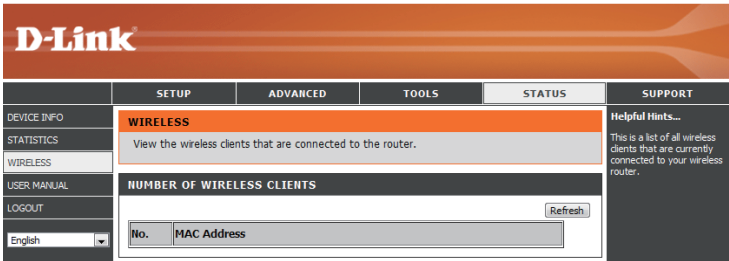 D-Link
SETUP ADVANCED TOOLS STATUS SUPPORT
DEVICE INFO
STATISTICS
WIRELESS
USER MANUAL
LOGOUT
English
WIRELESS
View the wireless clients that are connected to the router.
NUMBER OF WIRELESS CLIENTS
Refresh
No. MAC Address
Helpful Hints...
This is a list of all wireless
clients that are currently
connected to your wireless
router.